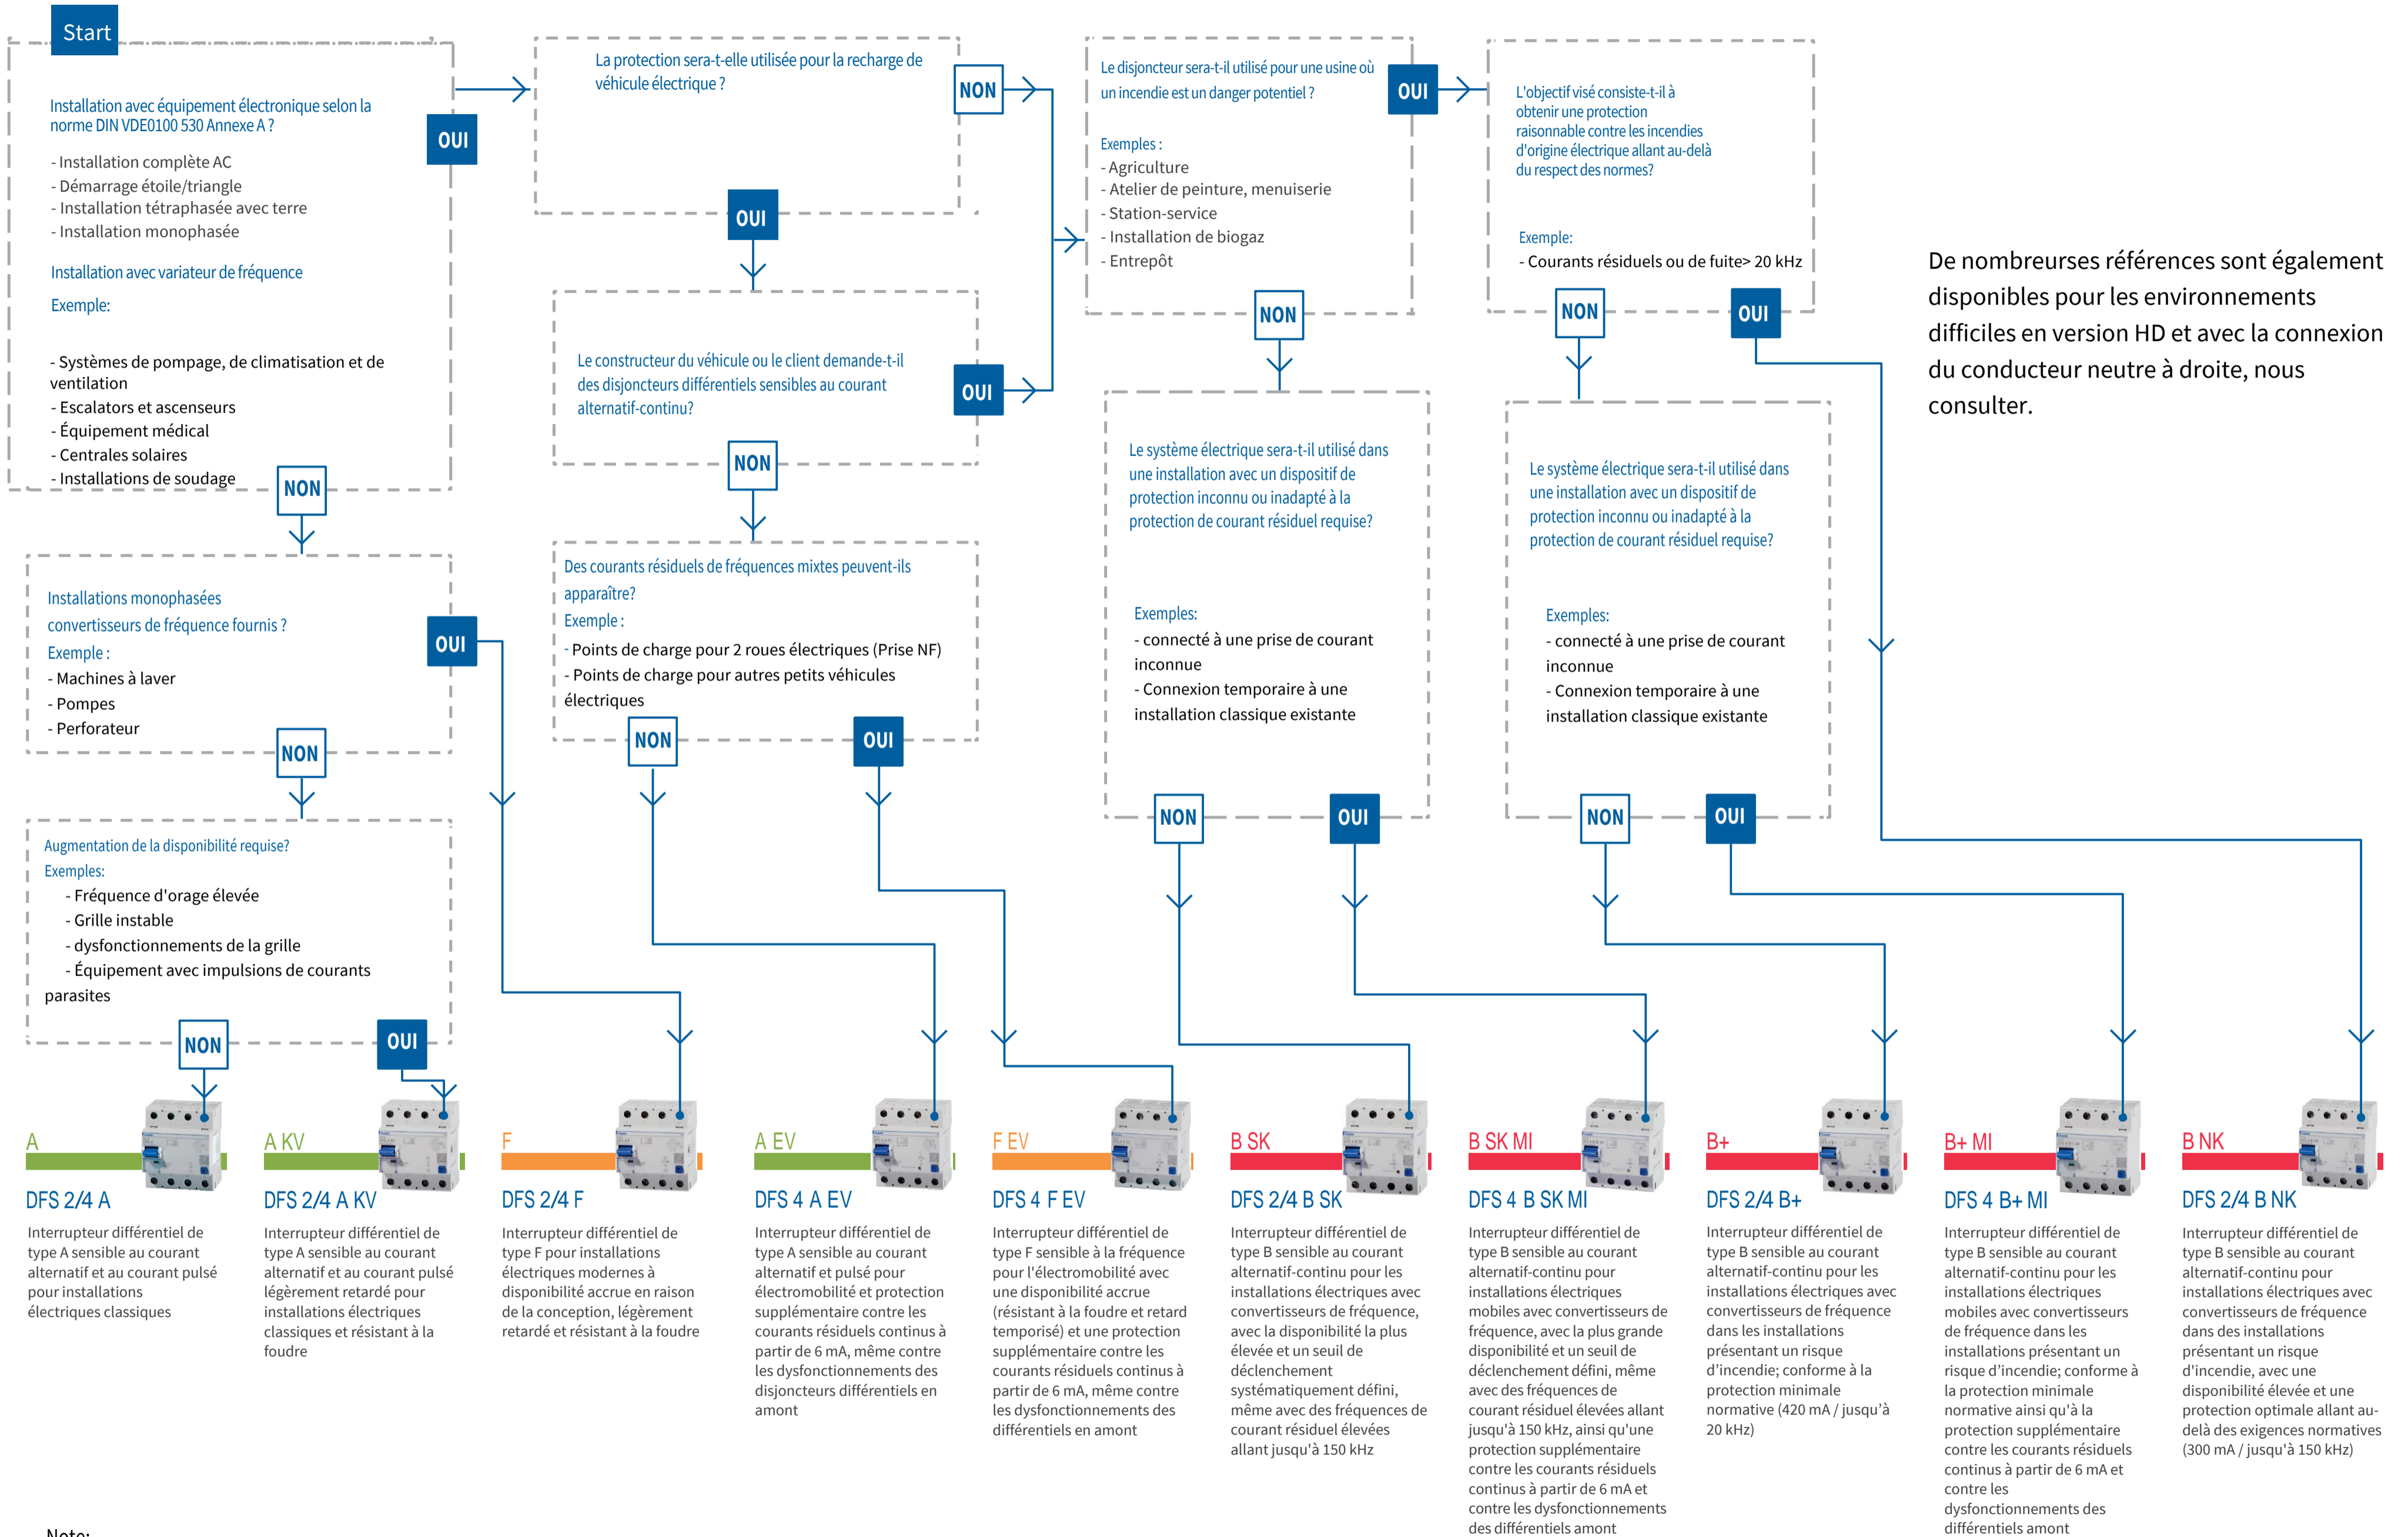 Start
Installation avec équipement électronique selon la
norme DIN VDE0100 530 Annexe A ?
- Installation complète AC
- Démarrage étoile/triangle
- Installation tétraphasée avec terre
- Installation monophasée
Installation avec variateur de fréquence
Exemple:
- Systèmes de pompage, de climatisation et de
ventilation
- Escalators et ascenseurs
- Équipement médical
- Centrales solaires
- Installations de soudage
OUI
NON
Installations monophasées
convertisseurs de fréquence fournis ?
Exemple :
- Machines à laver
- Pompes
- Perforateur
OUI
NON
Augmentation de la disponibilité requise?
Exemples:
- Fréquence d'orage élevée
- Grille instable
- dysfonctionnements de la grille
- Équipement avec impulsions de courants
parasites
NON
OUI
La protection sera-t-elle utilisée pour la recharge de
véhicule électrique ?
NON
OUI
Le constructeur du véhicule ou le client demande-t-il
des disjoncteurs différentiels sensibles au courant
alternatif-continu?
OUI
NON
Des courants résiduels de fréquences mixtes peuvent-ils
apparaître?
Exemple :
- Points de charge pour 2 roues électriques (Prise NF)
- Points de charge pour autres petits véhicules
électriques
NON
OUI
Le disjoncteur sera-t-il utilisé pour une usine où
un incendie est un danger potentiel ?
Exemples :
- Agriculture
- Atelier de peinture, menuiserie
- Station-service
- Installation de biogaz
- Entrepôt
OUI
NON
Le système électrique sera-t-il utilisé dans
une installation avec un dispositif de
protection inconnu ou inadapté à la
protection de courant résiduel requise?
Exemples:
- connecté à une prise de courant
inconnue
- Connexion temporaire à une
installation classique existante
NON
OUI
L'objectif visé consiste-t-il à
obtenir une protection
raisonnable contre les incendies
d'origine électrique allant au-delà
du respect des normes?
Exemple:
- Courants résiduels ou de fuite> 20 kHz
NON
OUI
Le système électrique sera-t-il utilisé dans
une installation avec un dispositif de
protection inconnu ou inadapté à la
protection de courant résiduel requise?
Exemples:
- connecté à une prise de courant
inconnue
- Connexion temporaire à une
installation classique existante
NON
OUI
De nombreurses références sont également
disponibles pour les environnements
difficiles en version HD et avec la connexion
du conducteur neutre à droite, nous
consulter.
A
DFS 2/4 A
Interrupteur différentiel de
type A sensible au courant
alternatif et au courant pulsé
pour installations
électriques classiques
A KV
DFS 2/4 A KV
Interrupteur différentiel de
type A sensible au courant
alternatif et au courant pulsé
légèrement retardé pour
installations électriques
classiques et résistant à la
foudre
F
DFS 2/4 F
Interrupteur différentiel de
type F pour installations
électriques modernes à
disponibilité accrue en raison
de la conception, légèrement
retardé et résistant à la foudre
A EV
DFS 4 A EV
Interrupteur différentiel de
type A sensible au courant
alternatif et pulsé pour
électromobilité et protection
supplémentaire contre les
courants résiduels continus à
partir de 6 mA, même contre
les dysfonctionnements des
disjoncteurs différentiels en
amont
F EV
DFS 4 F EV
Interrupteur différentiel de
type F sensible à la fréquence
pour l'électromobilité avec
une disponibilité accrue
(résistant à la foudre et retard
temporisé) et une protection
supplémentaire contre les
courants résiduels continus à
partir de 6 mA, même contre
les dysfonctionnements des
différentiels en amont
B SK
DFS 2/4 B SK
Interrupteur différentiel de
type B sensible au courant
alternatif-continu pour les
installations électriques avec
convertisseurs de fréquence,
avec la disponibilité la plus
élevée et un seuil de
déclenchement
systématiquement défini,
même avec des fréquences de
courant résiduel élevées
allant jusqu'à 150 kHz
B SK MI
DFS 4 B SK MI
Interrupteur différentiel de
type B sensible au courant
alternatif-continu pour
installations électriques
mobiles avec convertisseurs de
fréquence, avec la plus grande
disponibilité et un seuil de
déclenchement défini, même
avec des fréquences de
courant résiduel élevées allant
jusqu'à 150 kHz, ainsi qu'une
protection supplémentaire
contre les courants résiduels
continus à partir de 6 mA et
contre les dysfonctionnements
des différentiels amont
B+
DFS 2/4 B+
Interrupteur différentiel de
type B sensible au courant
alternatif-continu pour les
installations électriques avec
convertisseurs de fréquence
dans les installations
présentant un risque
d’incendie; conforme à la
protection minimale
normative (420 mA / jusqu’à
20 kHz)
B+ MI
DFS 4 B+ MI
Interrupteur différentiel de
type B sensible au courant
alternatif-continu pour les
installations électriques
mobiles avec convertisseurs
de fréquence dans les
installations présentant un
risque d’incendie; conforme à
la protection minimale
normative ainsi qu'à la
protection supplémentaire
contre les courants résiduels
continus à partir de 6 mA et
contre les
dysfonctionnements des
différentiels amont
B NK
DFS 2/4 B NK
Interrupteur différentiel de
type B sensible au courant
alternatif-continu pour
installations électriques avec
convertisseurs de fréquence
dans des installations
présentant un risque
d'incendie, avec une
disponibilité élevée et une
protection optimale allant au-
delà des exigences normatives
(300 mA / jusqu'à 150 kHz)
Note: